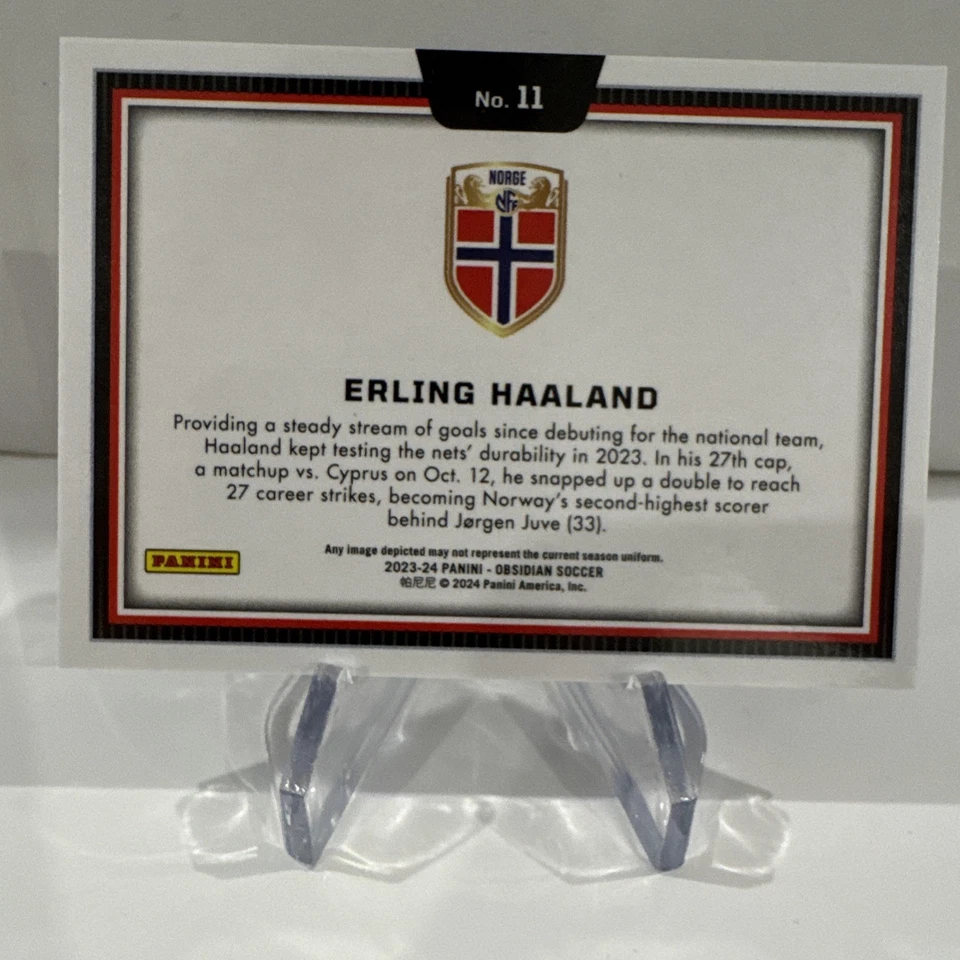 No. 11
NORGE
NFF
ERLING HAALAND
Providing a steady stream of goals since debuting for the national team,
Haaland kept testing the nets' durability in 2023. In his 27th cap,
a matchup vs. Cyprus on Oct. 12, he snapped up a double to reach
27 career strikes, becoming Norway's second-highest scorer
behind Jørgen Juve (33).
Any image depicted may not represent the current season uniform.
PANINI
2023-24 PANINI - OBSIDIAN SOCCER
帕尼尼 © 2024 Panini America, Inc.